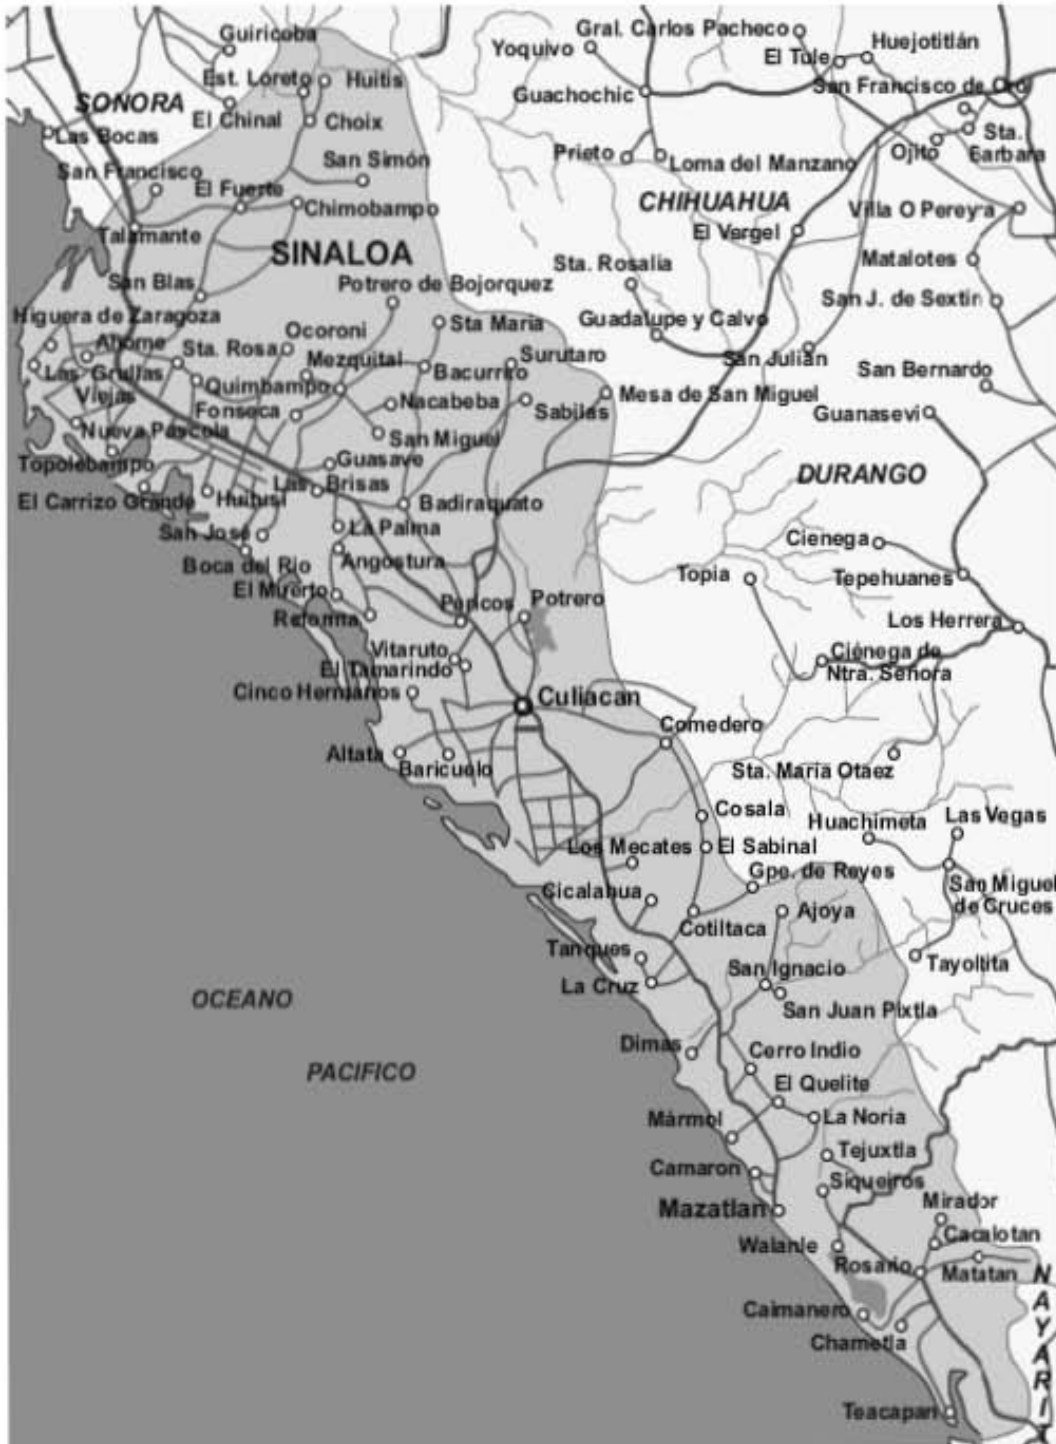 Guiricoba
Gral. Carlos Pacheco
Yoquivo
El Tule
Huejotitlán
Est. Loreto
Huitis
SONORA
Guachochic
San Francisco de Oro
El Chinal
Choix
Las Bocas
Sta.
Barbara
Ojito
San Francisco
San Simón
Prieto
Loma del Manzano
El Fuerte
Chimobampo
CHIHUAHUA
Villa O Pereyra
Talamante
El Vergel
SINALOA
Matalotes
San Blas
Potrero de Bojorquez
Sta. Rosalia
San J. de Sextin
Higuera de Zaragoza
Ocoroni
Sta Maria
Guadalupe y Calvo
Ahome
Sta. Rosa
Mezquital
Surutaro
San Julián
Las Grullas
Viejas
Quimbampo
Bacurrito
San Bernardo
Fonseca
Nacabeba
Sabilas
Mesa de San Miguel
Guanasevi
Nueva Pascola
San Miguel
Topolebampo
Guasave
DURANGO
El Carrizo Grande
Huitusi
Las Brisas
Badiraquato
San José
La Palma
Cienega
Boca del Rio
Angostura
Topia
Tepehuanes
El Muerto
Pericos
Potrero
Reforma
Los Herrera
Vitaruto
El Tamarindo
Ciénega de
Ntra. Señora
Cinco Hermanos
Culiacan
Comedero
Altata
Baricuelo
Sta. Maria Otaez
Cosala
Huachimeta
Las Vegas
Los Mecates
El Sabinal
Gpe. de Reyes
San Miguel
de Cruces
Cicalahua
Ajoya
Cotiltaca
Tanques
San Ignacio
Tayoltita
La Cruz
OCEANO
San Juan Pixtla
Dimas
Cerro Indio
PACIFICO
El Quelite
Mármol
La Noria
Tejuxtla
Camaron
Siqueiros
Mirador
Mazatlan
Cacalotan
Walanle
Rosario
Matatan
NAYARIT
Caimanero
Chametla
Teacapan